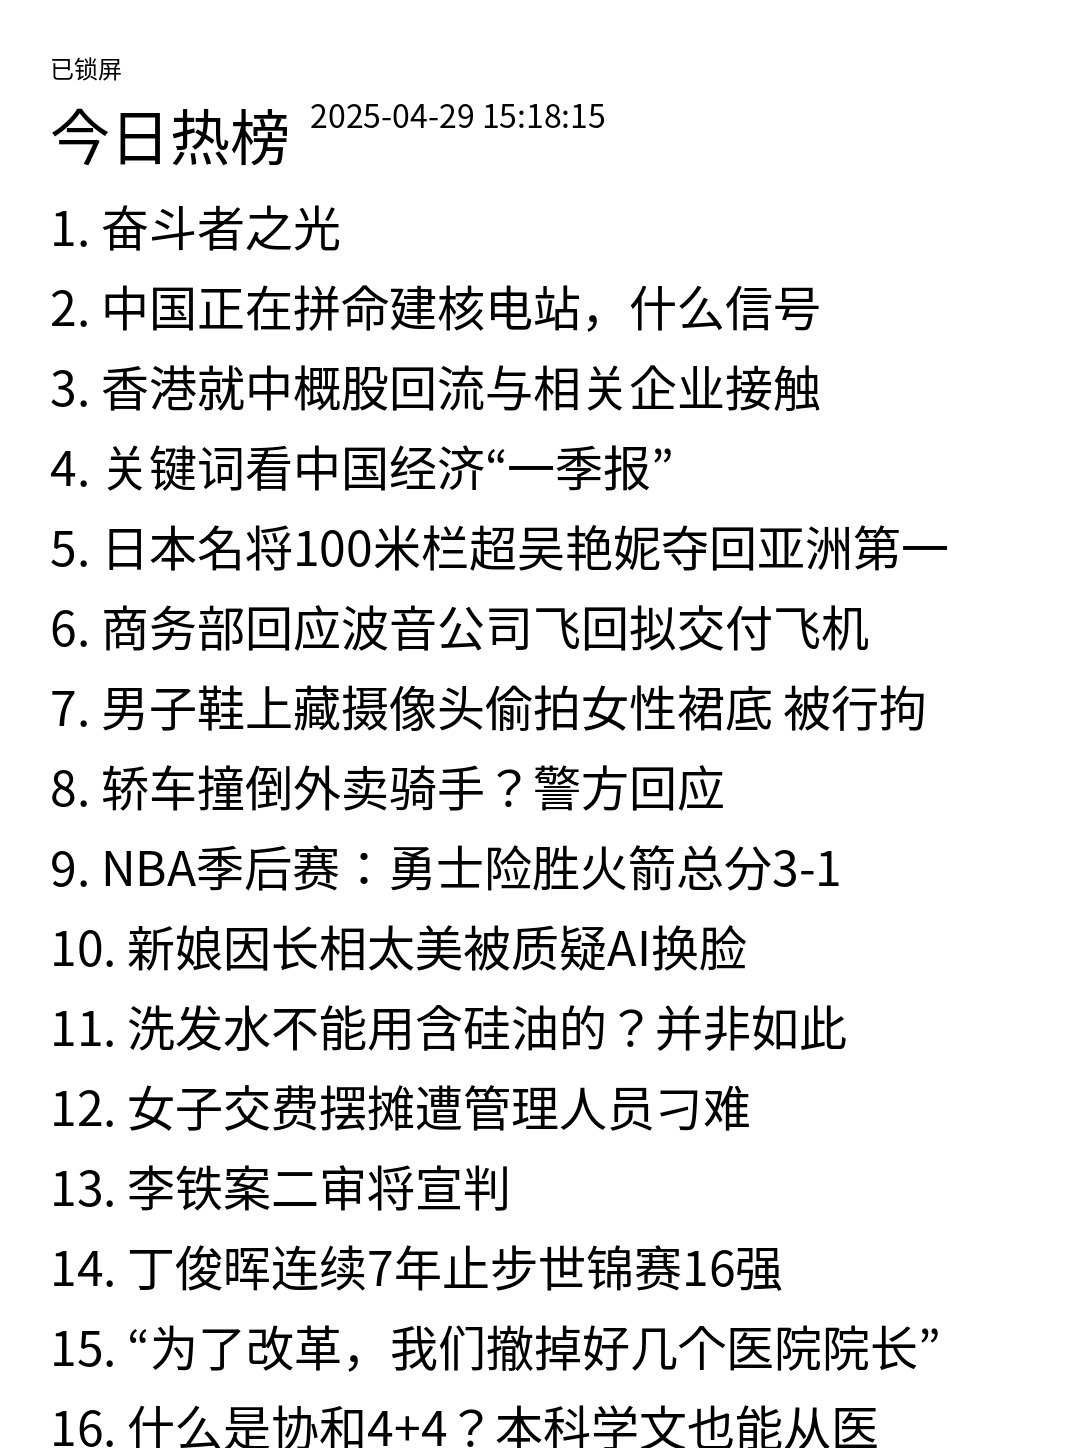 已锁屏
今日热榜 2025-04-29 15:18:15
1. 奋斗者之光
2. 中国正在拼命建核电站，什么信号
3. 香港就中概股回流与相关企业接触
4. 关键词看中国经济“一季报”
5. 日本名将100米栏超吴艳妮夺回亚洲第一
6. 商务部回应波音公司飞回拟交付飞机
7. 男子鞋上藏摄像头偷拍女性裙底 被行拘
8. 轿车撞倒外卖骑手？警方回应
9. NBA季后赛：勇士险胜火箭总分3-1
10. 新娘因长相太美被质疑AI换脸
11. 洗发水不能用含硅油的？并非如此
12. 女子交费摆摊遭管理人员刁难
13. 李铁案二审将宣判
14. 丁俊晖连续7年止步世锦赛16强
15. “为了改革，我们撤掉好几个医院院长”
16. 什么是协和4+4？本科学文也能从医